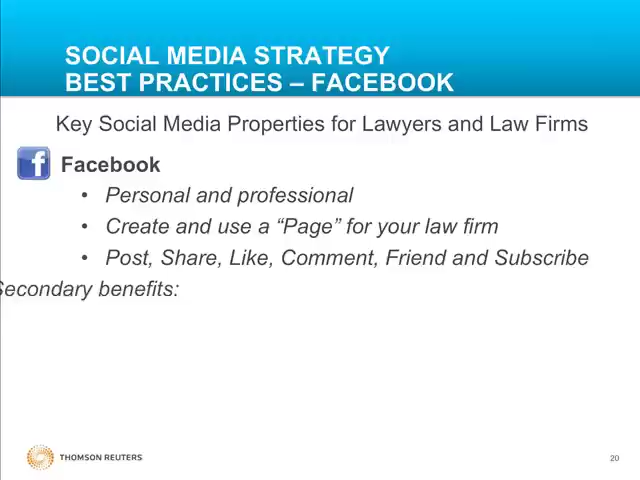 SOCIAL MEDIA STRATEGY
BEST PRACTICES – FACEBOOK
Key Social Media Properties for Lawyers and Law Firms
f Facebook
• Personal and professional
• Create and use a “Page” for your law firm
• Post, Share, Like, Comment, Friend and Subscribe
Secondary benefits:
THOMSON REUTERS
20